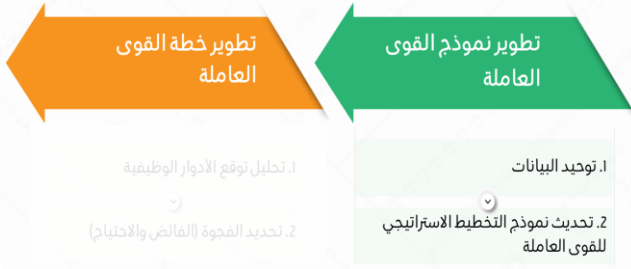 تطوير نموذج القوى
العاملة
1. توحيد البيانات
2. تحديث نموذج التخطيط الاستراتيجي
للقوى العاملة
تطوير خطة القوى
العاملة
1. تحليل توقع الأدوار الوظيفية
2. تحديد الفجوة (الفائض والاحتياج)